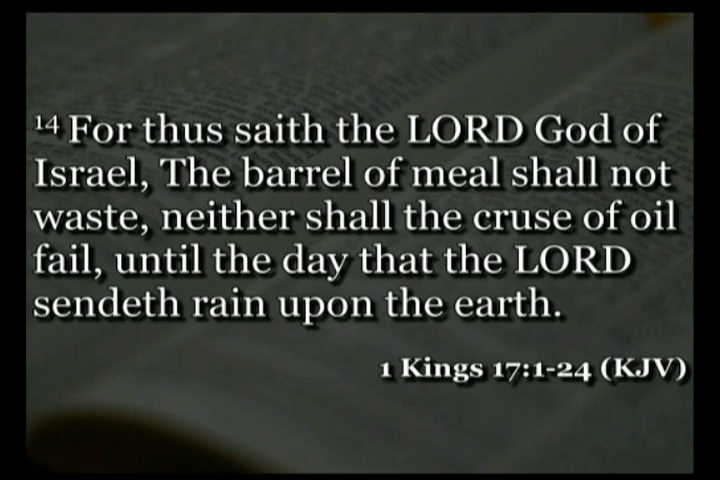 14 For thus saith the LORD God of
Israel, The barrel of meal shall not
waste, neither shall the cruse of oil
fail, until the day that the LORD
sendeth rain upon the earth.
1 Kings 17:1-24 (KJV)